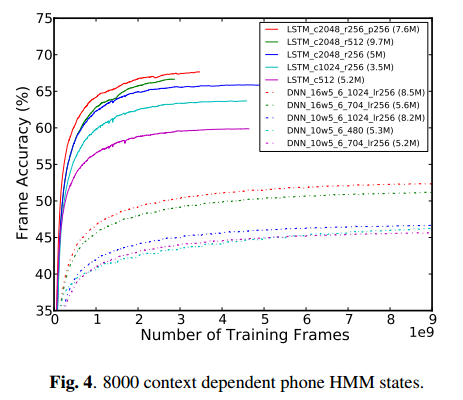 75
70
65
60
55
50
45
40
35
Frame Accuracy (%)
LSTM_c2048_r256_p256 (7.6M)
LSTM_c2048_r512 (9.7M)
LSTM_c2048_r256 (5M)
LSTM_c1024_r256 (3.5M)
LSTM_c512 (5.2M)
DNN_16w5_6_1024_lr256 (8.5M)
DNN_16w5_6_704_lr256 (5.6M)
DNN_10w5_6_1024_lr256 (8.2M)
DNN_10w5_6_480 (5.3M)
DNN_10w5_6_704_lr256 (5.2M)
0 1 2 3 4 5 6 7 8 9
1e9
Number of Training Frames
Fig. 4. 8000 context dependent phone HMM states.